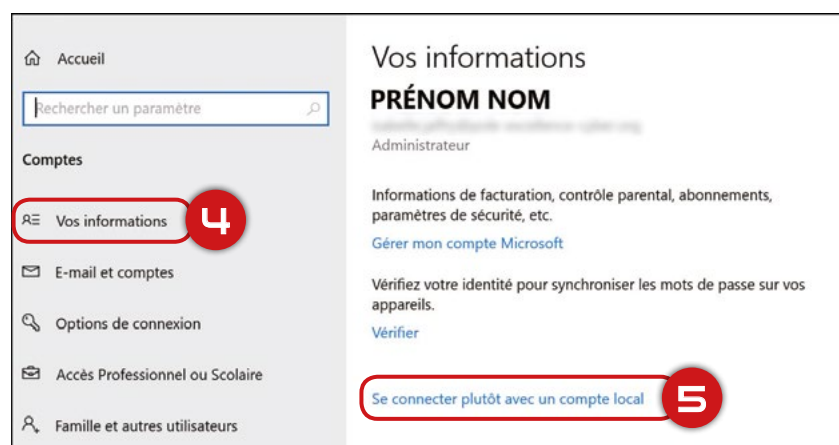 Accueil
Rechercher un paramètre
Comptes
Vos informations
4
E-mail et comptes
Options de connexion
Accès Professionnel ou Scolaire
Famille et autres utilisateurs
Vos informations
PRÉNOM NOM
Administrateur
Informations de facturation, contrôle parental, abonnements,
paramètres de sécurité, etc.
Gérer mon compte Microsoft
Vérifiez votre identité pour synchroniser les mots de passe sur vos
appareils.
Vérifier
Se connecter plutôt avec un compte local
5